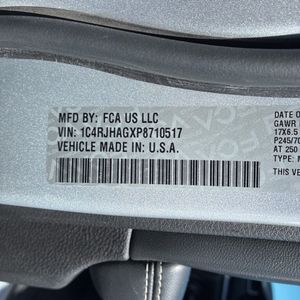 MFD BY: FCA US LLC
DATE O
VIN: 1C4RJHAGXP8710517
GAWR
17X6.5
VEHICLE MADE IN: U.S.A.
P245/70
AT 250
THIS VE